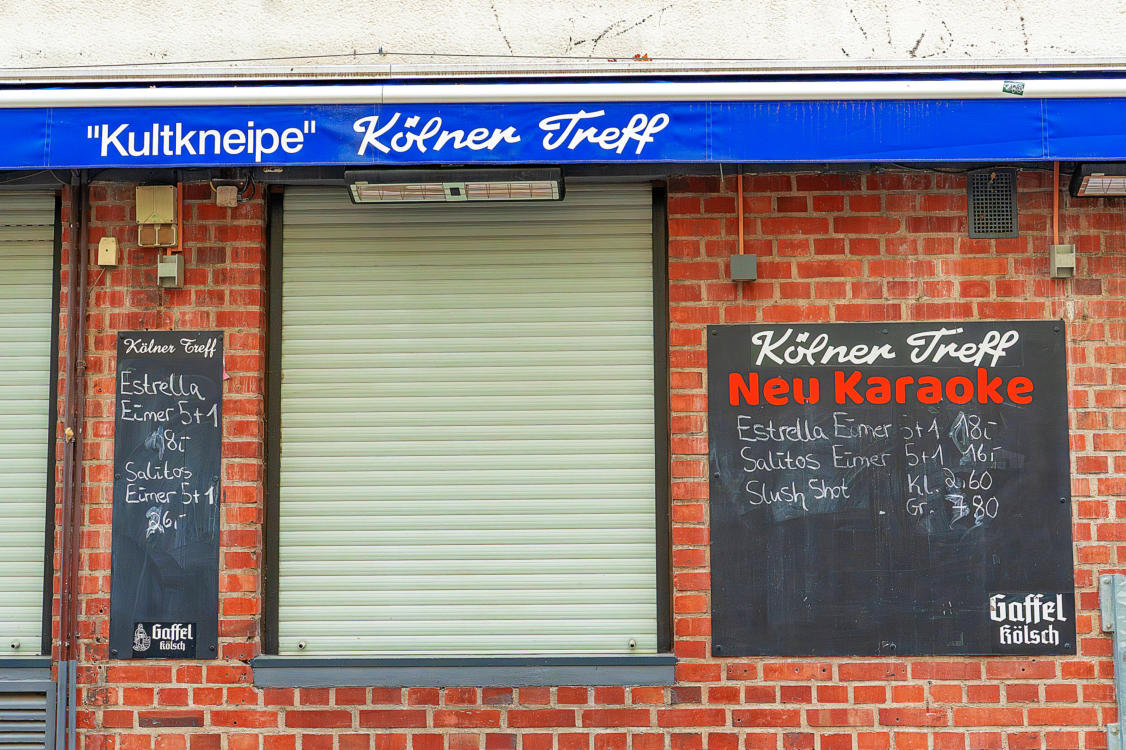 "Kultkneipe" Kölner Treff
Kölner Treff
Estrella
Eimer 5+1
18,-
Salitos
Eimer 5+1
26,-
Gaffel
Kölsch
Kölner Treff
Neu Karaoke
Estrella Eimer 5+1 18,-
Salitos Eimer 5+1 16,-
Slush Shot Kl. 2,60
Gr. 7,80
Gaffel
Kölsch